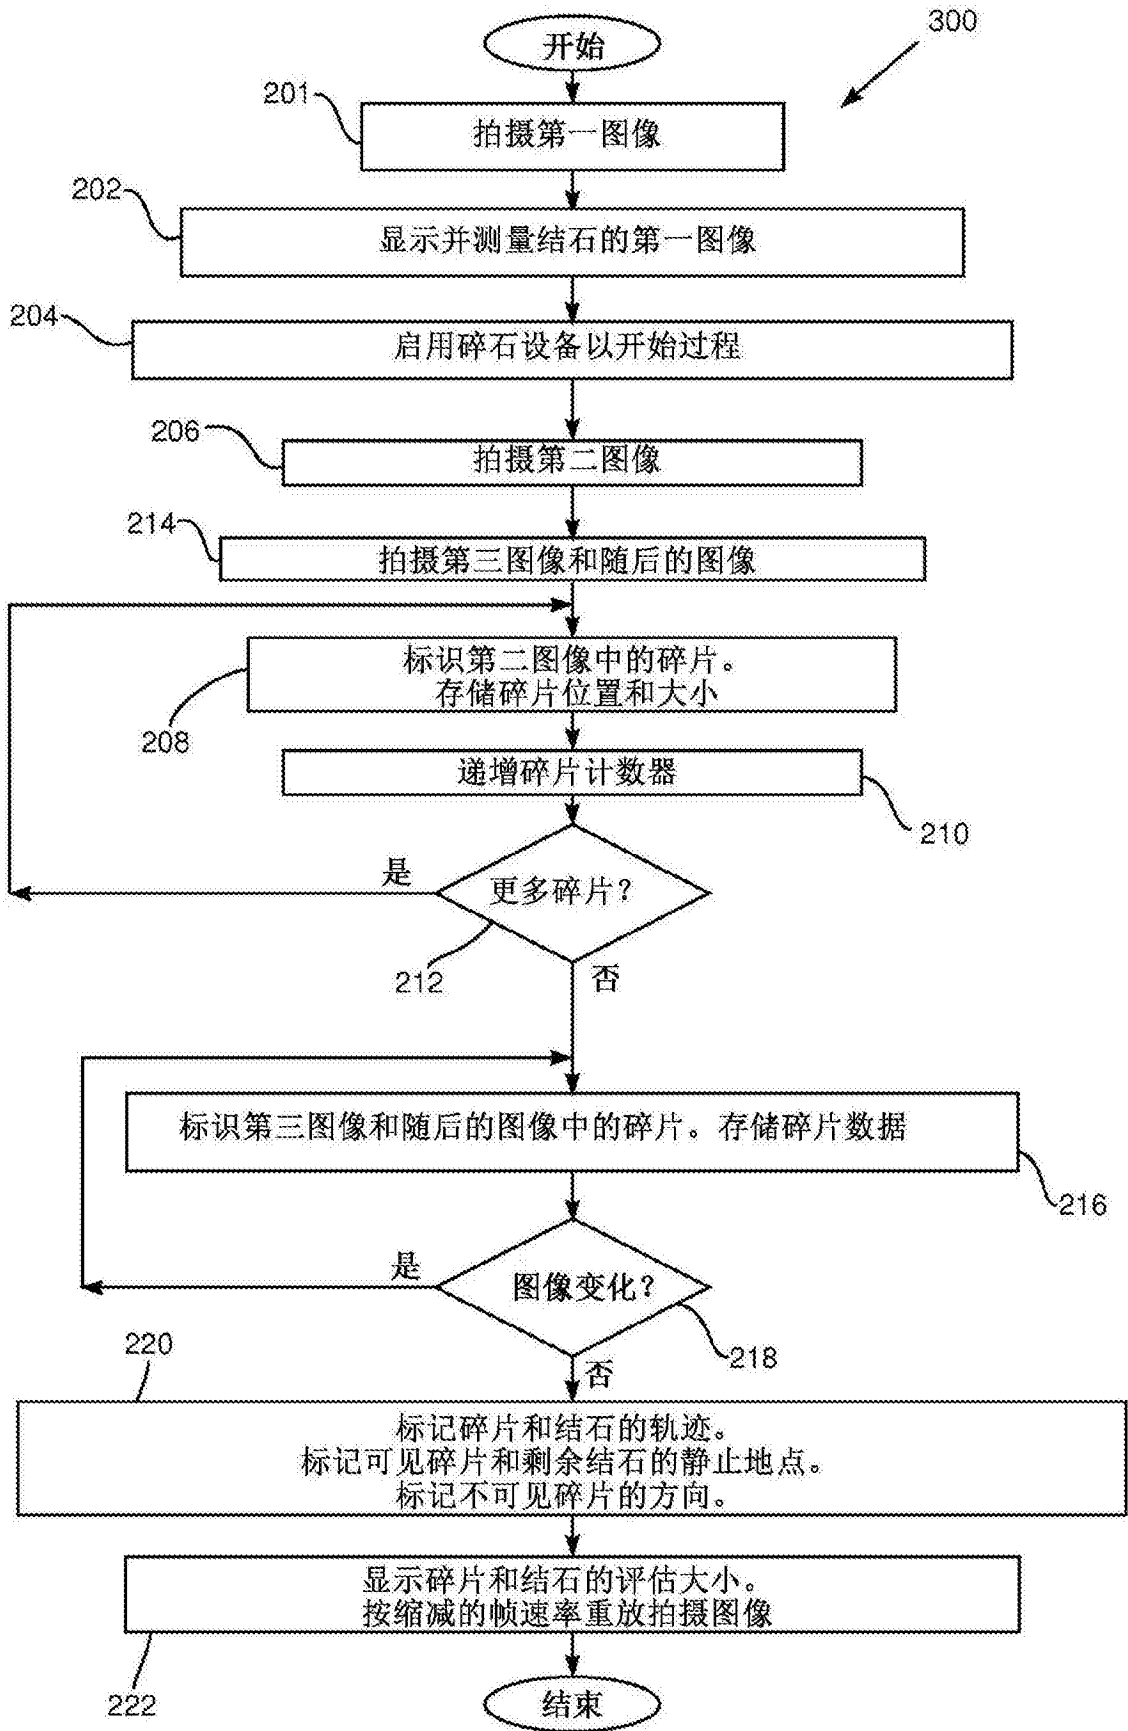 开始
300
201
拍摄第一图像
202
显示并测量结石的第一图像
204
启用碎石设备以开始过程
206
拍摄第二图像
214
拍摄第三图像和随后的图像
标识第二图像中的碎片。
存储碎片位置和大小
208
递增碎片计数器
210
是
更多碎片？
212
否
标识第三图像和随后的图像中的碎片。存储碎片数据
216
是
图像变化？
218
220
否
标记碎片和结石的轨迹。
标记可见碎片和剩余结石的静止地点。
标记不可见碎片的方向。
显示碎片和结石的评估大小。
按缩减的帧速率重放拍摄图像
222
结束